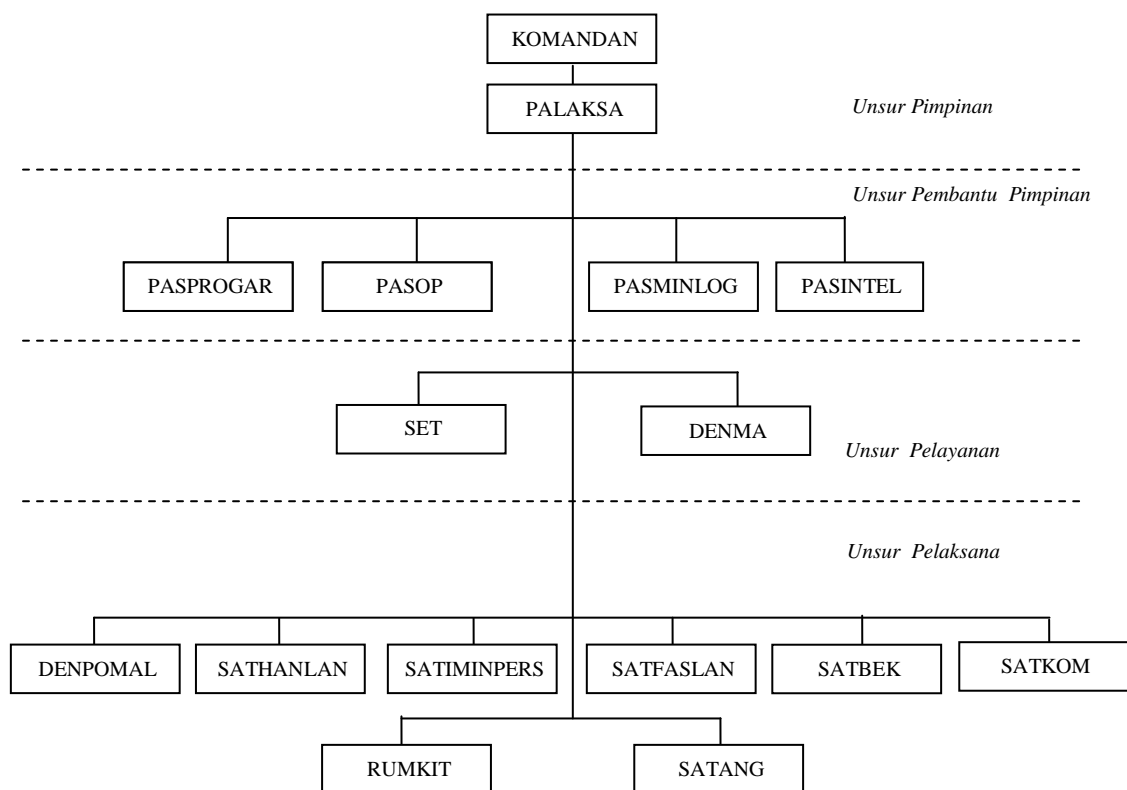 KOMANDAN
PALAKSA
Unsur Pimpinan
Unsur Pembantu Pimpinan
PASPROGAR PASOP PASMINLOG PASINTEL
SET DENMA
Unsur Pelayanan
Unsur Pelaksana
DENPOMAL SATHANLAN SATIMINPERS SATFASLAN SATBEK SATKOM
RUMKIT SATANG